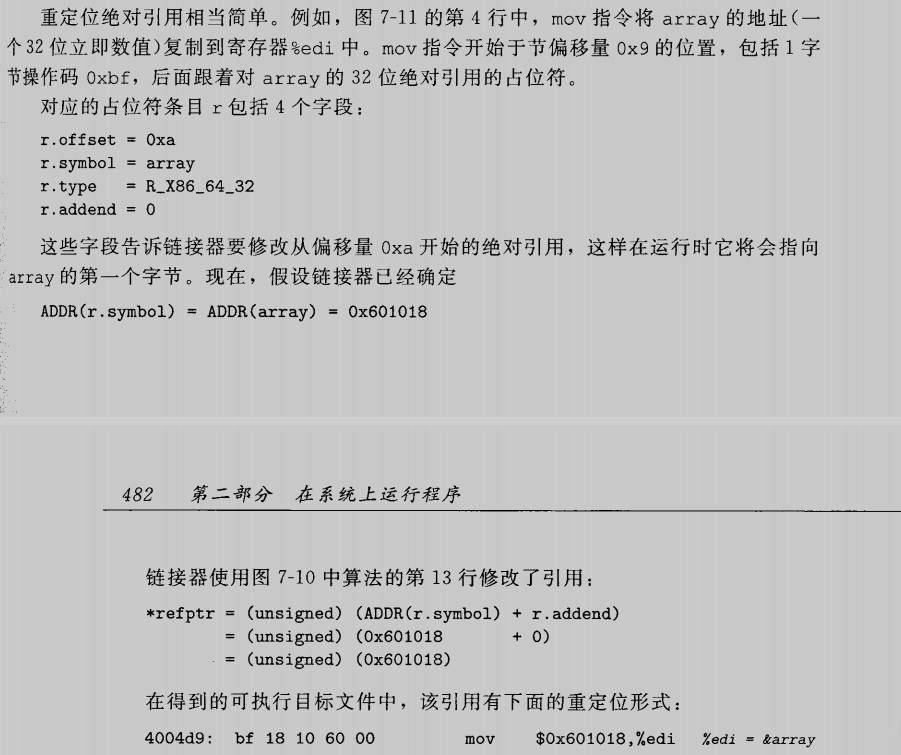 重定位绝对引用相当简单。例如，图 7-11 的第 4 行中，mov 指令将 array 的地址(一
个 32 位立即数值)复制到寄存器%edi 中。mov 指令开始于节偏移量 0x9 的位置，包括 1 字
节操作码 0xbf，后面跟着对 array 的 32 位绝对引用的占位符。
对应的占位符条目 r 包括 4 个字段：
r.offset = 0xa
r.symbol = array
r.type   = R_X86_64_32
r.addend = 0
这些字段告诉链接器要修改从偏移量 0xa 开始的绝对引用，这样在运行时它将会指向
array 的第一个字节。现在，假设链接器已经确定
ADDR(r.symbol) = ADDR(array) = 0x601018
482 第二部分 在系统上运行程序
链接器使用图 7-10 中算法的第 13 行修改了引用：
*refptr = (unsigned) (ADDR(r.symbol) + r.addend)
= (unsigned) (0x601018       + 0)
= (unsigned) (0x601018)
在得到的可执行目标文件中，该引用有下面的重定位形式：
4004d9:  bf 18 10 60 00    mov    $0x601018,%edi    %edi = &array